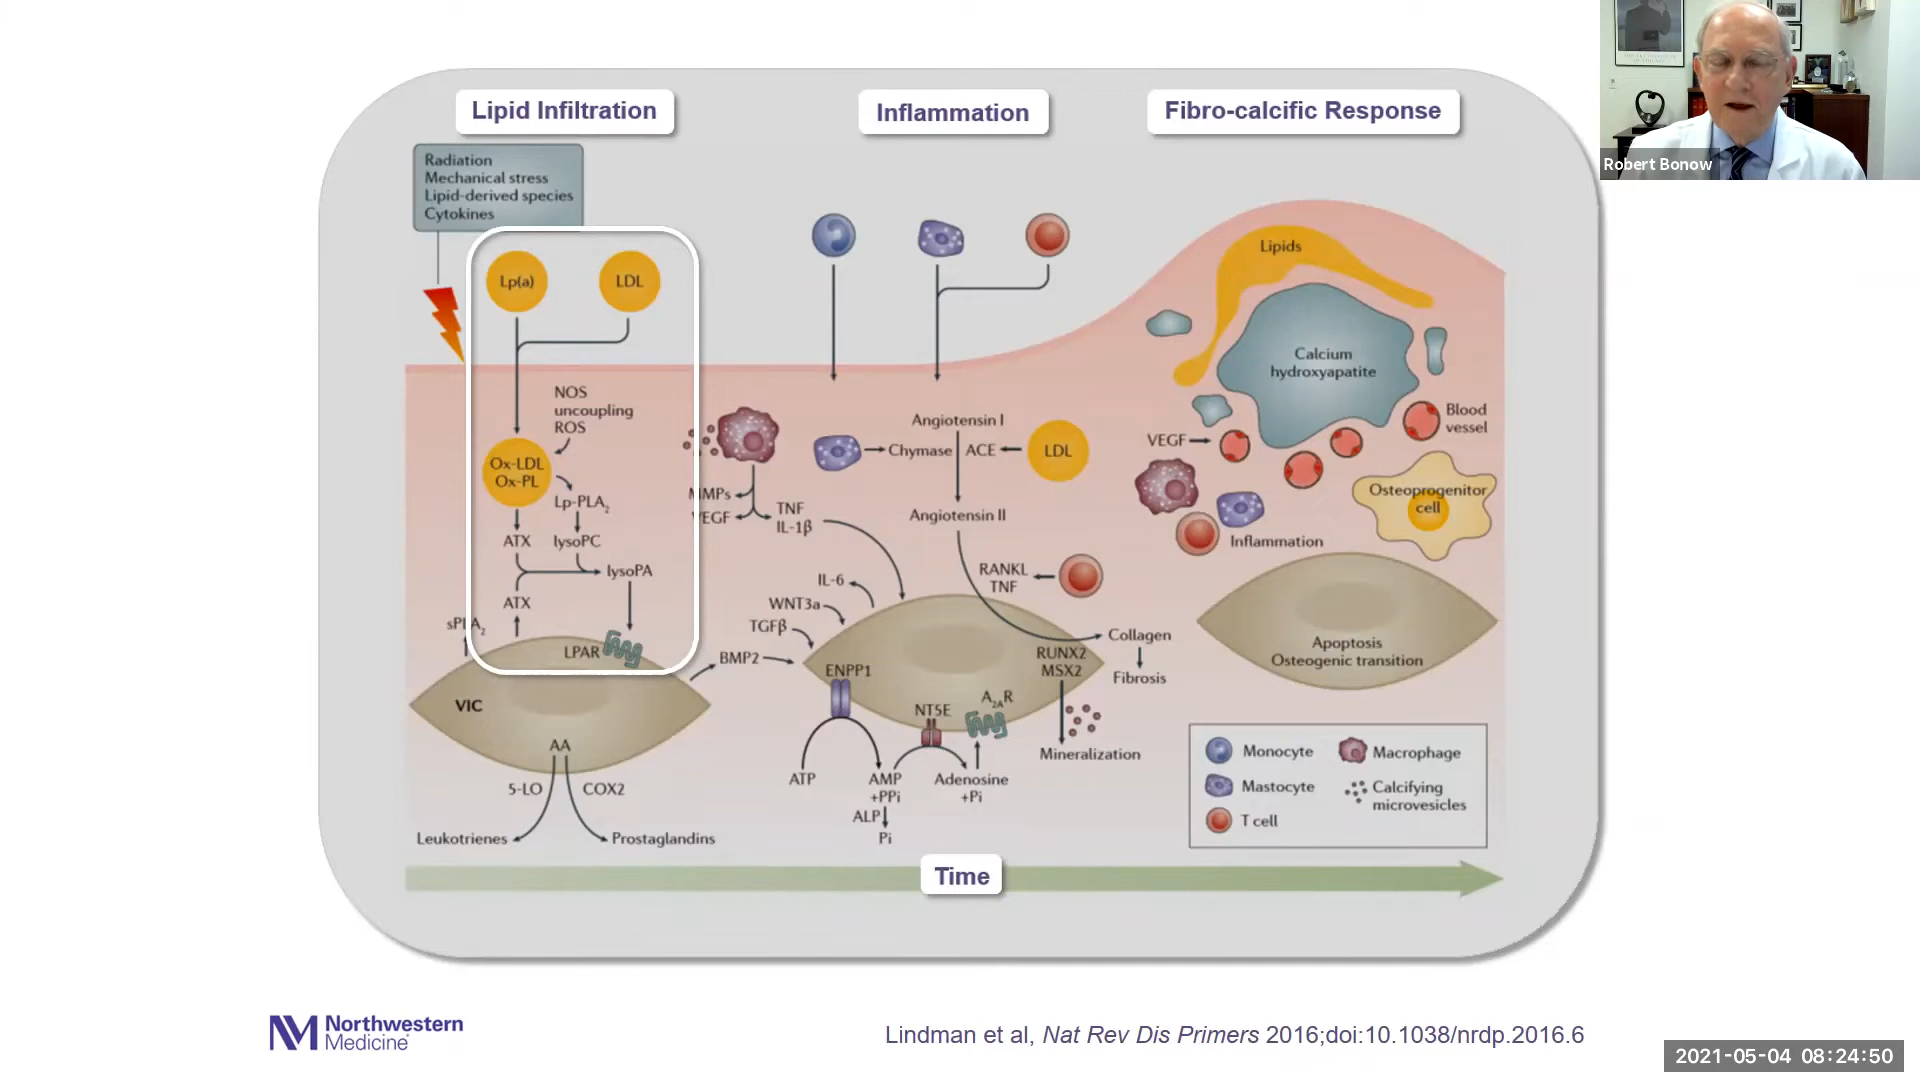 Lipid Infiltration
Inflammation
Fibro-calcific Response
Radiation
Mechanical stress
Lipid-derived species
Cytokines
Lp(a)
LDL
NOS
uncoupling
ROS
Ox-LDL
Ox-PL
Lp-PLA2
ATX
lysoPC
lysoPA
ATX
sPLA2
LPAR
VIC
AA
5-LO
COX2
Leukotrienes
Prostaglandins
MMPs
VEGF
TNF
IL-1β
Angiotensin I
Chymase
ACE
LDL
Angiotensin II
RANKL
TNF
IL-6
WNT3a
TGFβ
BMP2
ENPP1
NT5E
A2AR
RUNX2
MSX2
Collagen
Fibrosis
Mineralization
ATP
AMP
+PPi
ALP
Pi
Adenosine
+Pi
Lipids
Calcium
hydroxyapatite
Blood
vessel
VEGF
Osteoprogenitor
cell
Inflammation
Apoptosis
Osteogenic transition
Monocyte
Macrophage
Mastocyte
Calcifying
microvesicles
T cell
Time
Northwestern
Medicine
Lindman et al, Nat Rev Dis Primers 2016;doi:10.1038/nrdp.2016.6
Robert Bonow
2021-05-04 08:24:50